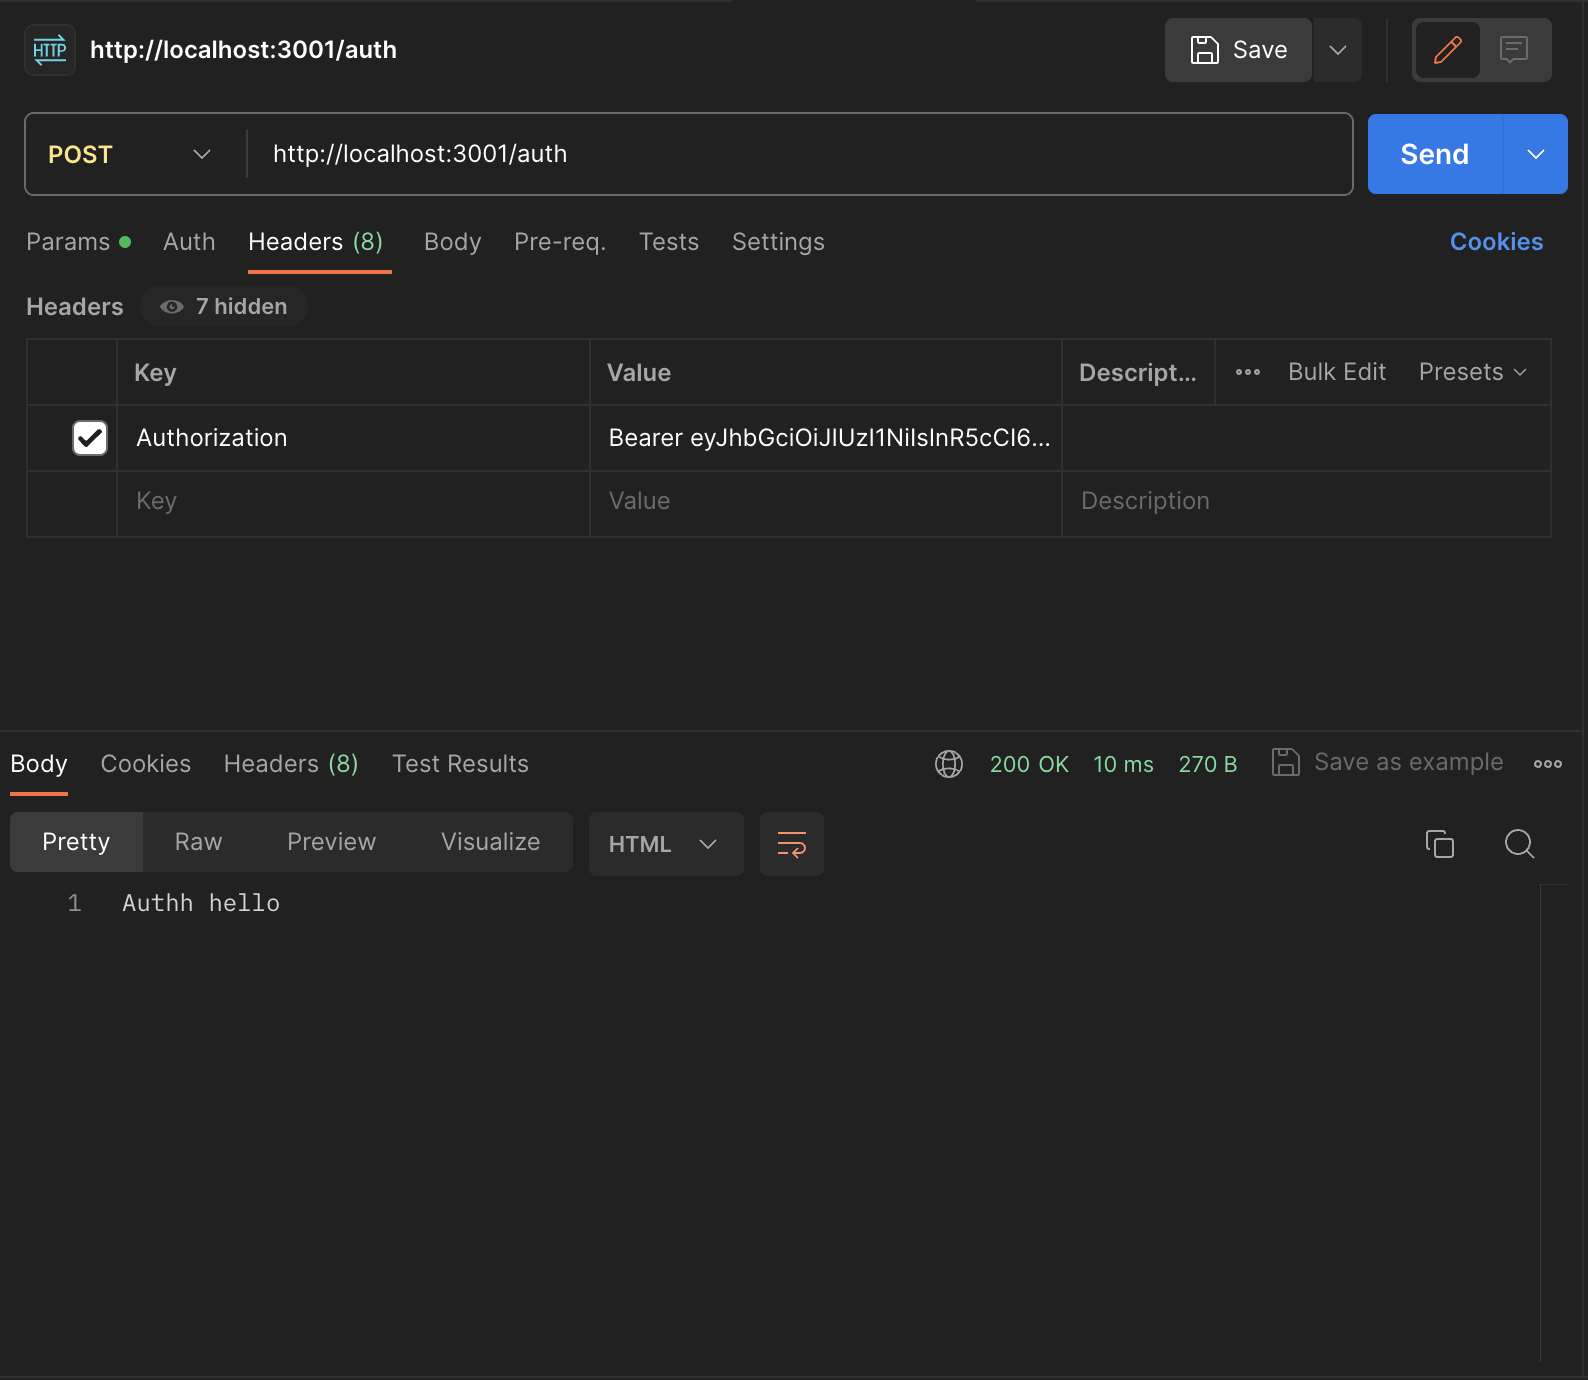 HTTP http://localhost:3001/auth Save
POST http://localhost:3001/auth Send
Params Auth Headers (8) Body Pre-req. Tests Settings Cookies
Headers 7 hidden
Key Value Descript... Bulk Edit Presets
Authorization Bearer eyJhbGciOiJIUzI1NiIsInR5cCI6...
Key Value Description
Body Cookies Headers (8) Test Results 200 OK 10 ms 270 B Save as example
Pretty Raw Preview Visualize HTML
1 Authh hello